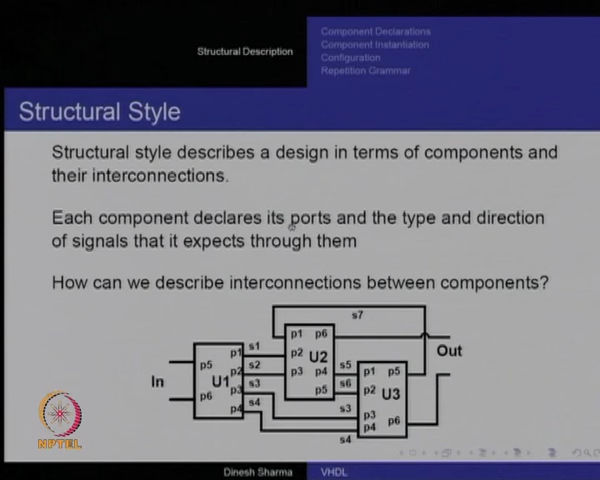 Structural Description
Component Declarations
Component Instantiation
Configuration
Repetition Grammar
Structural Style
Structural style describes a design in terms of components and
their interconnections.
Each component declares its ports and the type and direction
of signals that it expects through them
How can we describe interconnections between components?
s7
p1 p6
s1
p1
p2 U2
Out
p5
s2
p2
p3 p4
s5
p1 p5
In
U1
s3
p3
p5
s6
p2 U3
p6
s4
p4
s3
p3
p4
p6
s4
NPTEL
Dinesh Sharma
VHDL